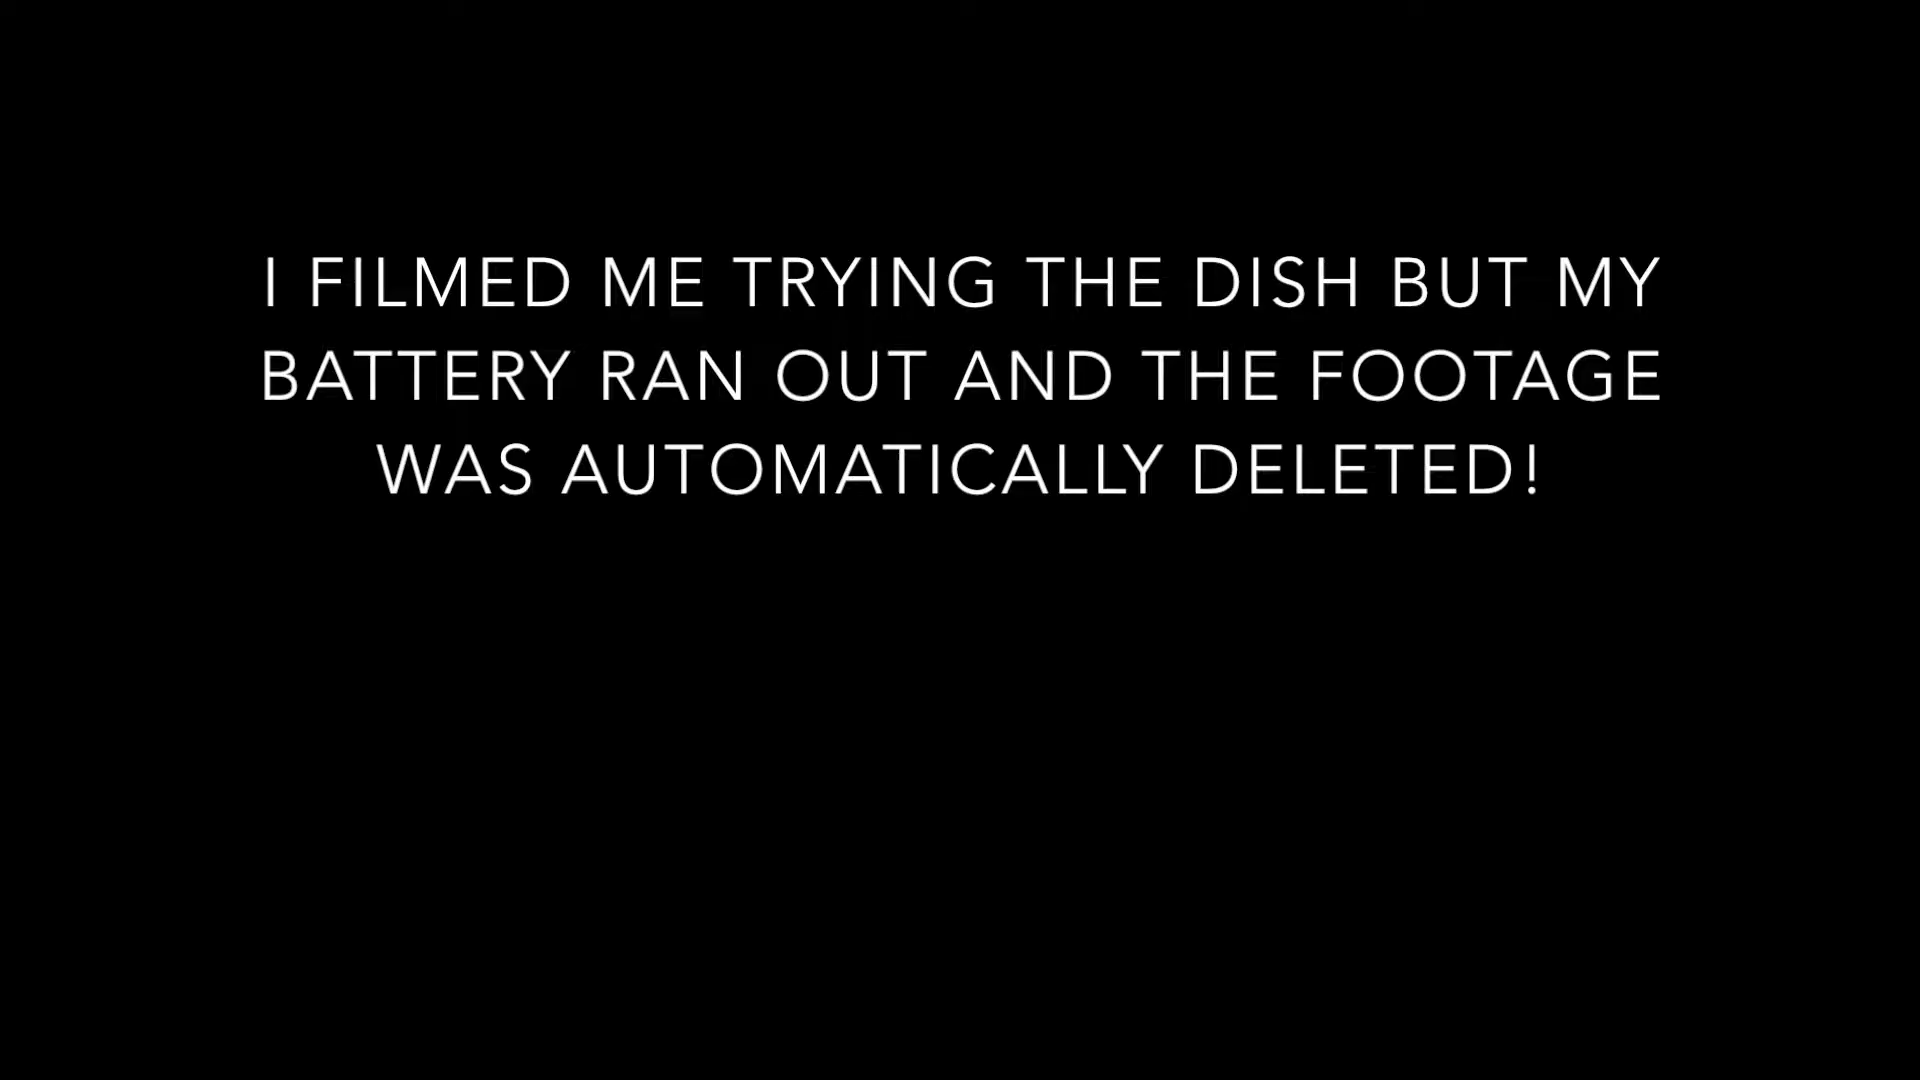 I FILMED ME TRYING THE DISH BUT MY
BATTERY RAN OUT AND THE FOOTAGE
WAS AUTOMATICALLY DELETED!